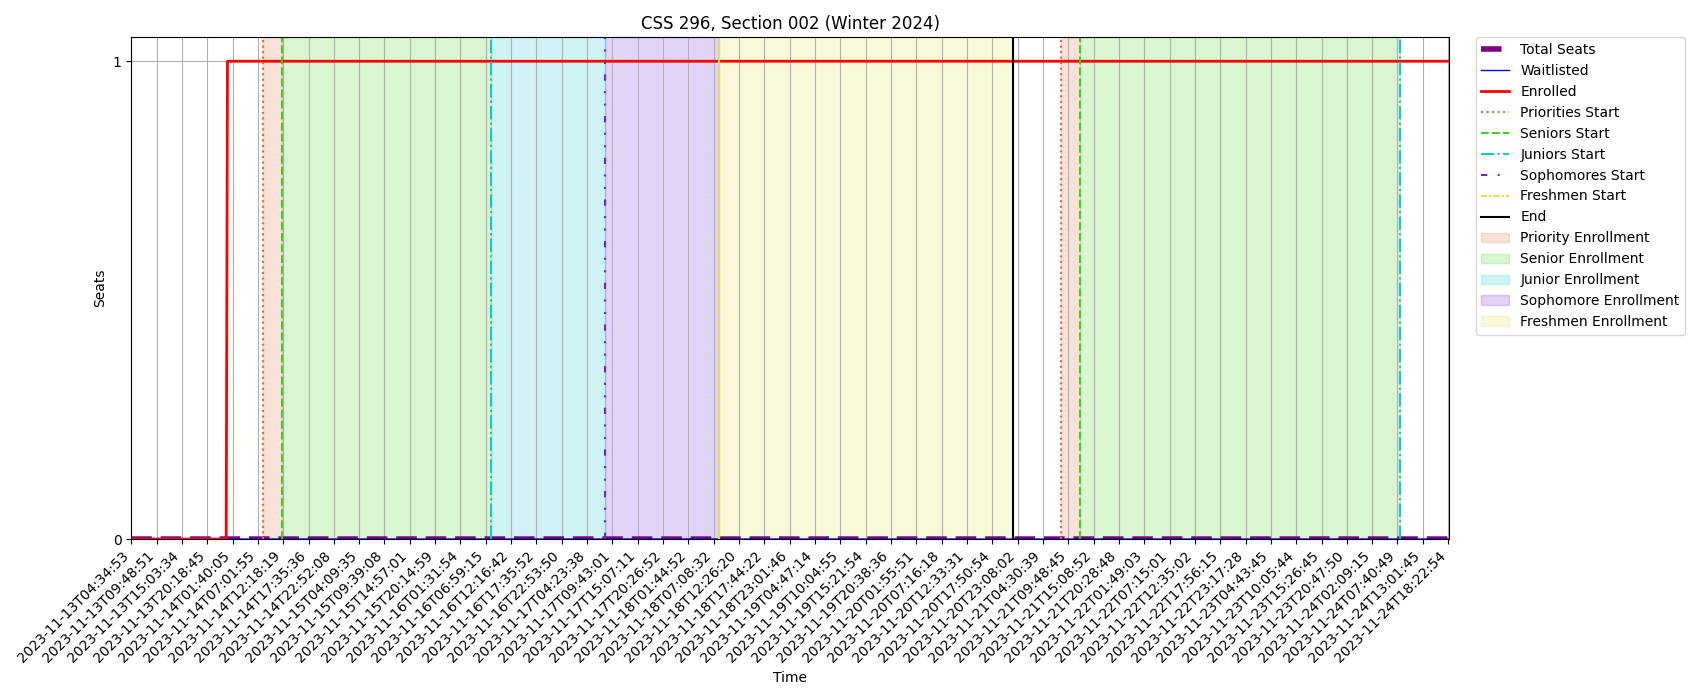 CSS 296, Section 002 (Winter 2024)
1
0
Seats
2023-11-13T04:34:53
2023-11-13T09:48:51
2023-11-13T15:03:34
2023-11-13T20:18:45
2023-11-14T01:40:05
2023-11-14T07:01:55
2023-11-14T12:18:19
2023-11-14T17:35:36
2023-11-14T22:52:08
2023-11-15T04:09:35
2023-11-15T09:39:08
2023-11-15T14:57:01
2023-11-15T20:14:59
2023-11-16T01:31:54
2023-11-16T06:59:15
2023-11-16T12:16:42
2023-11-16T17:35:52
2023-11-16T22:53:50
2023-11-17T04:23:38
2023-11-17T09:43:01
2023-11-17T15:07:11
2023-11-17T20:26:52
2023-11-18T01:44:52
2023-11-18T07:08:32
2023-11-18T12:26:20
2023-11-18T17:44:22
2023-11-18T23:01:46
2023-11-19T04:47:14
2023-11-19T10:04:55
2023-11-19T15:21:54
2023-11-19T20:38:36
2023-11-20T01:55:51
2023-11-20T07:16:18
2023-11-20T12:33:31
2023-11-20T17:50:54
2023-11-20T23:08:02
2023-11-21T04:30:39
2023-11-21T09:48:45
2023-11-21T15:08:52
2023-11-21T20:28:48
2023-11-22T01:49:03
2023-11-22T07:15:01
2023-11-22T12:35:02
2023-11-22T17:56:15
2023-11-22T23:17:28
2023-11-23T04:43:45
2023-11-23T10:05:44
2023-11-23T15:26:45
2023-11-23T20:47:50
2023-11-24T02:09:15
2023-11-24T07:40:49
2023-11-24T13:01:45
2023-11-24T18:22:54
Time
Total Seats
Waitlisted
Enrolled
Priorities Start
Seniors Start
Juniors Start
Sophomores Start
Freshmen Start
End
Priority Enrollment
Senior Enrollment
Junior Enrollment
Sophomore Enrollment
Freshmen Enrollment